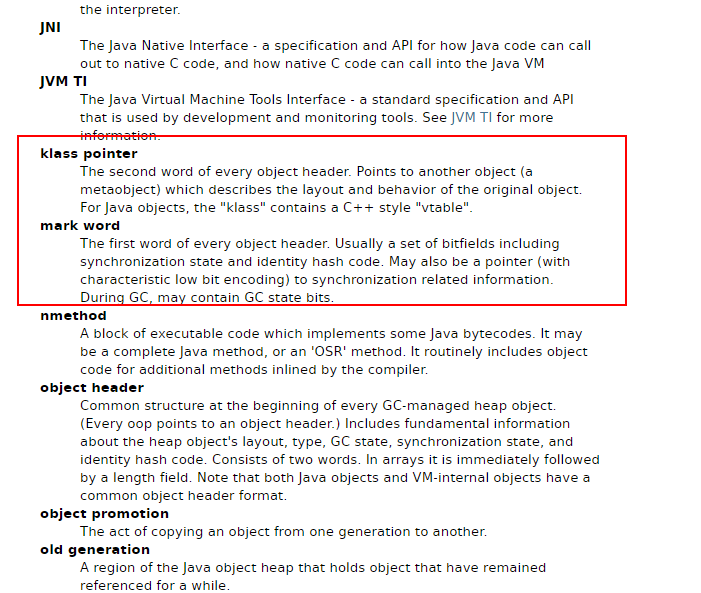 the interpreter.
JNI
The Java Native Interface - a specification and API for how Java code can call
out to native C code, and how native C code can call into the Java VM
JVM TI
The Java Virtual Machine Tools Interface - a standard specification and API
that is used by development and monitoring tools. See JVM TI for more
information.
klass pointer
The second word of every object header. Points to another object (a
metaobject) which describes the layout and behavior of the original object.
For Java objects, the "klass" contains a C++ style "vtable".
mark word
The first word of every object header. Usually a set of bitfields including
synchronization state and identity hash code. May also be a pointer (with
characteristic low bit encoding) to synchronization related information.
During GC, may contain GC state bits.
nmethod
A block of executable code which implements some Java bytecodes. It may
be a complete Java method, or an 'OSR' method. It routinely includes object
code for additional methods inlined by the compiler.
object header
Common structure at the beginning of every GC-managed heap object.
(Every oop points to an object header.) Includes fundamental information
about the heap object's layout, type, GC state, synchronization state, and
identity hash code. Consists of two words. In arrays it is immediately followed
by a length field. Note that both Java objects and VM-internal objects have a
common object header format.
object promotion
The act of copying an object from one generation to another.
old generation
A region of the Java object heap that holds object that have remained
referenced for a while.